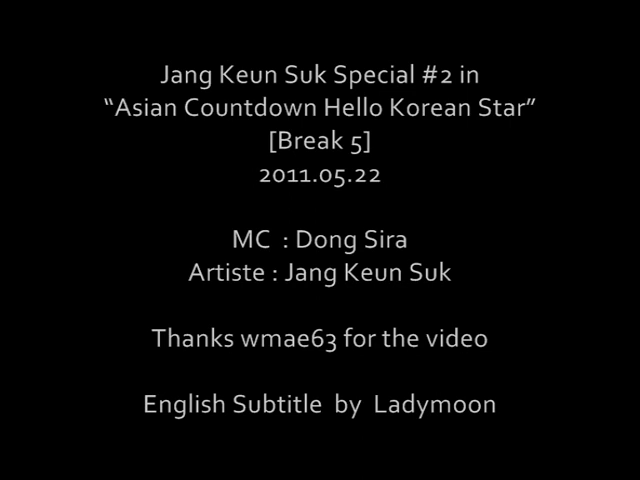 Jang Keun Suk Special #2 in
“Asian Countdown Hello Korean Star”
[Break 5]
2011.05.22
MC : Dong Sira
Artiste : Jang Keun Suk
Thanks wmae63 for the video
English Subtitle by Ladymoon